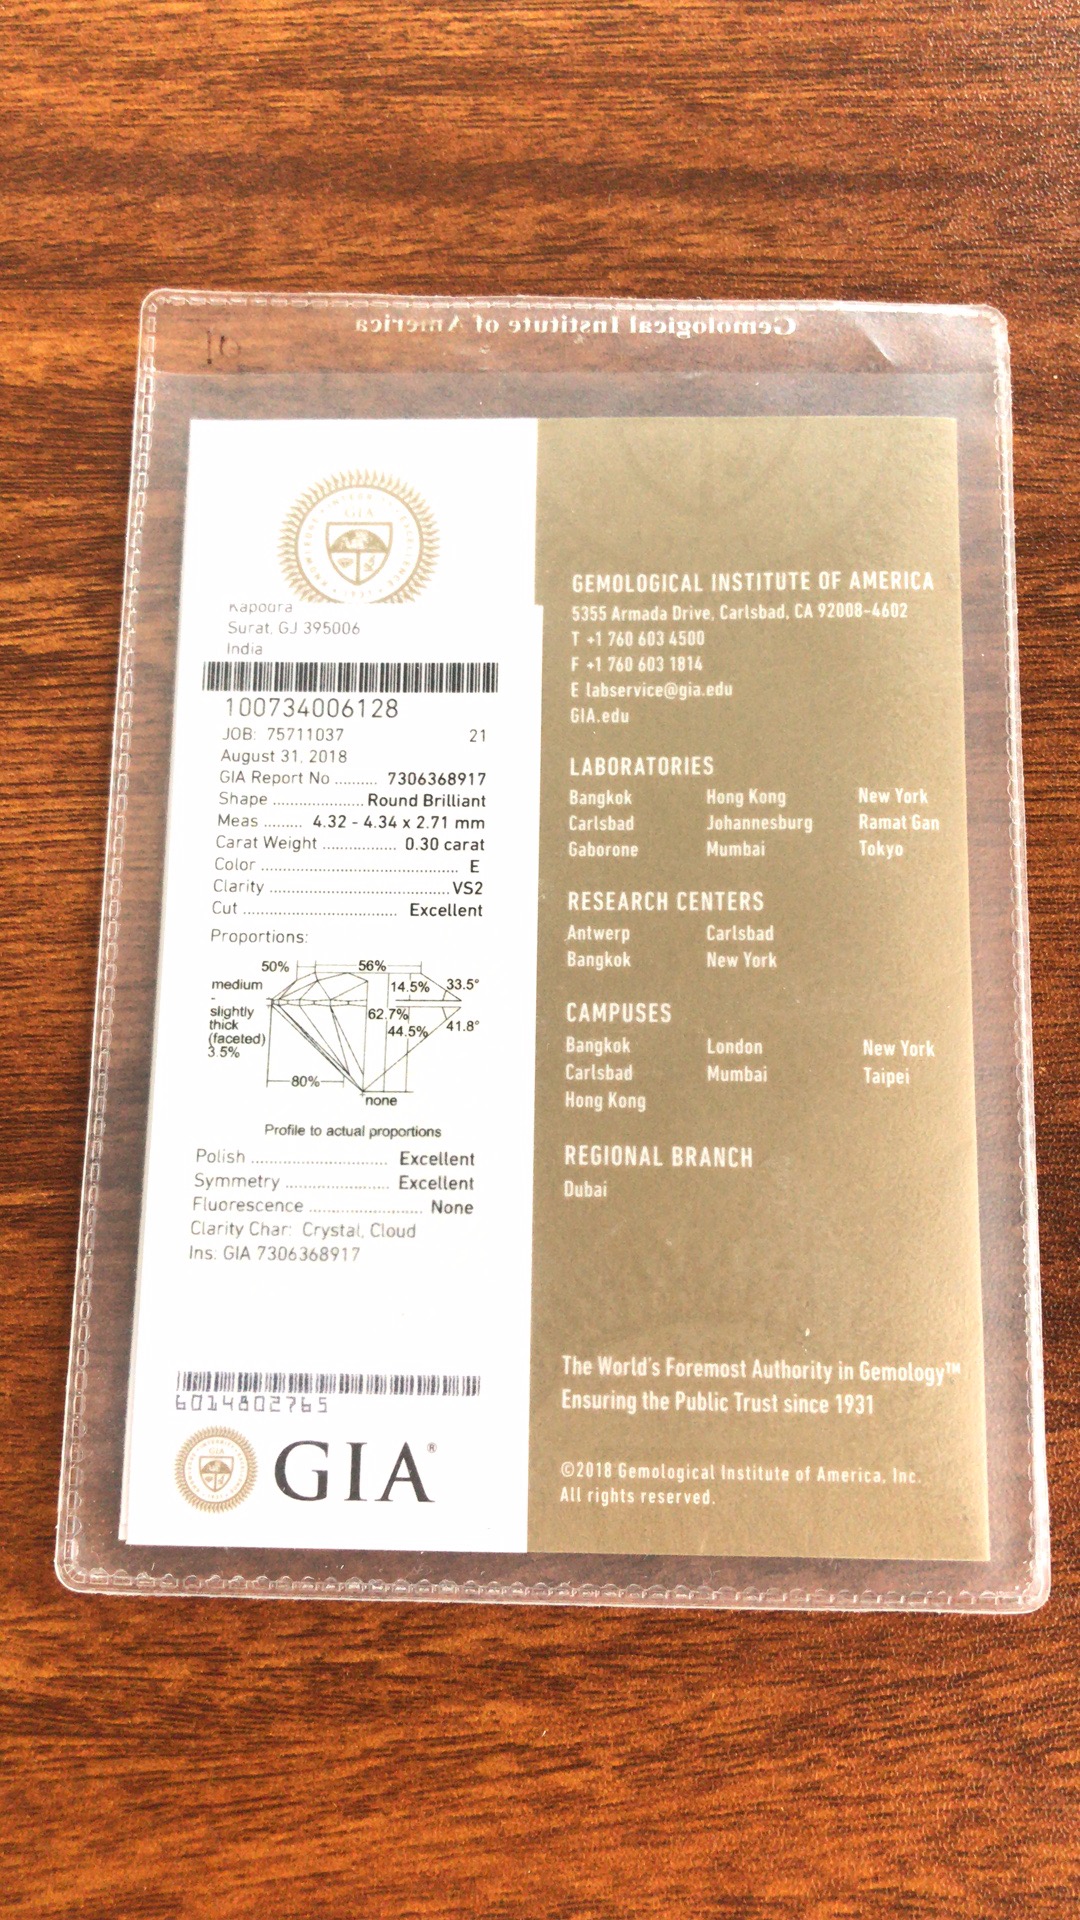 Gemological Institute of America
10
GIA
Kapodra
Surat, GJ 395006
India
100734006128
JOB: 75711037 21
August 31, 2018
GIA Report No .......... 7306368917
Shape ..................... Round Brilliant
Meas ......... 4.32 - 4.34 x 2.71 mm
Carat Weight ................. 0.30 carat
Color .............................................. E
Clarity .......................................... VS2
Cut .................................... Excellent
Proportions:
50% 56%
medium 14.5% 33.5°
-
slightly 62.7%
thick 44.5% 41.8°
(faceted)
3.5%
80%
none
Profile to actual proportions
Polish ................................ Excellent
Symmetry ........................ Excellent
Fluorescence .......................... None
Clarity Char: Crystal, Cloud
Ins: GIA 7306368917
6014802765
GIA®
GEMOLOGICAL INSTITUTE OF AMERICA
5355 Armada Drive, Carlsbad, CA 92008-4602
T +1 760 603 4500
F +1 760 603 1814
E labservice@gia.edu
GIA.edu
LABORATORIES
Bangkok Hong Kong New York
Carlsbad Johannesburg Ramat Gan
Gaborone Mumbai Tokyo
RESEARCH CENTERS
Antwerp Carlsbad
Bangkok New York
CAMPUSES
Bangkok London New York
Carlsbad Mumbai Taipei
Hong Kong
REGIONAL BRANCH
Dubai
The World's Foremost Authority in Gemology™
Ensuring the Public Trust since 1931
©2018 Gemological Institute of America, Inc.
All rights reserved.